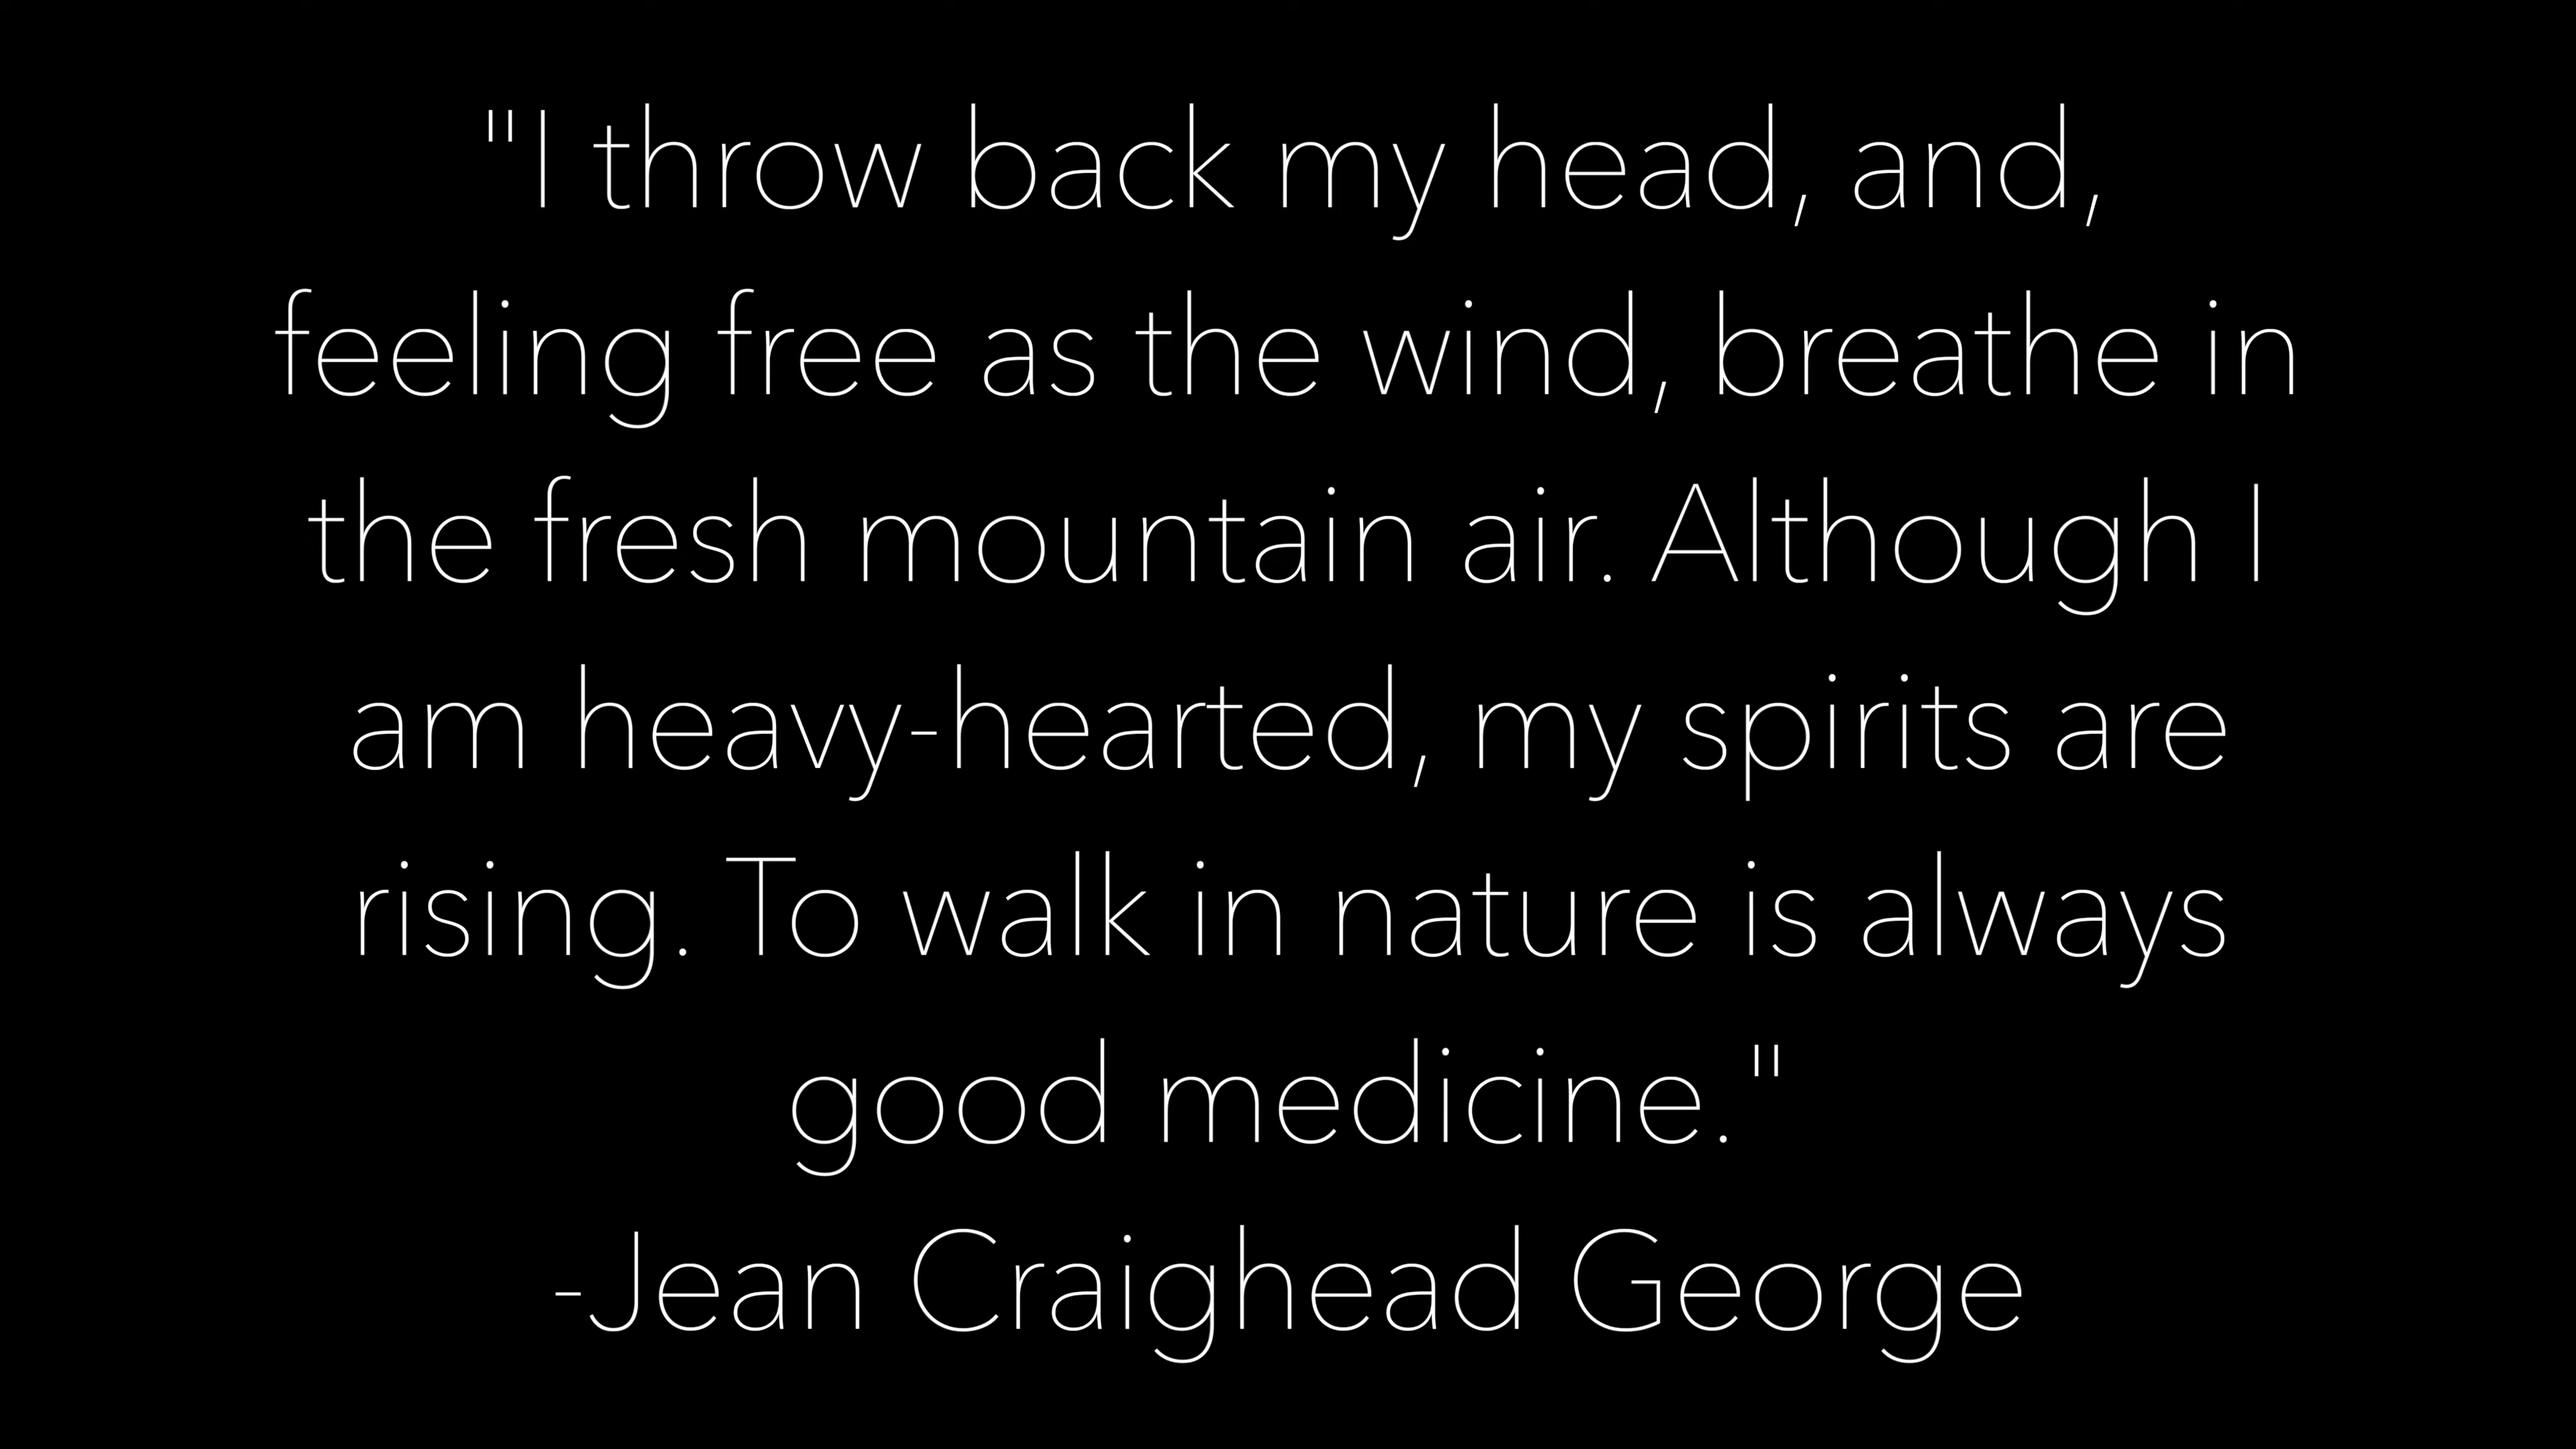 "I throw back my head, and,
feeling free as the wind, breathe in
the fresh mountain air. Although I
am heavy-hearted, my spirits are
rising. To walk in nature is always
good medicine."
-Jean Craighead George